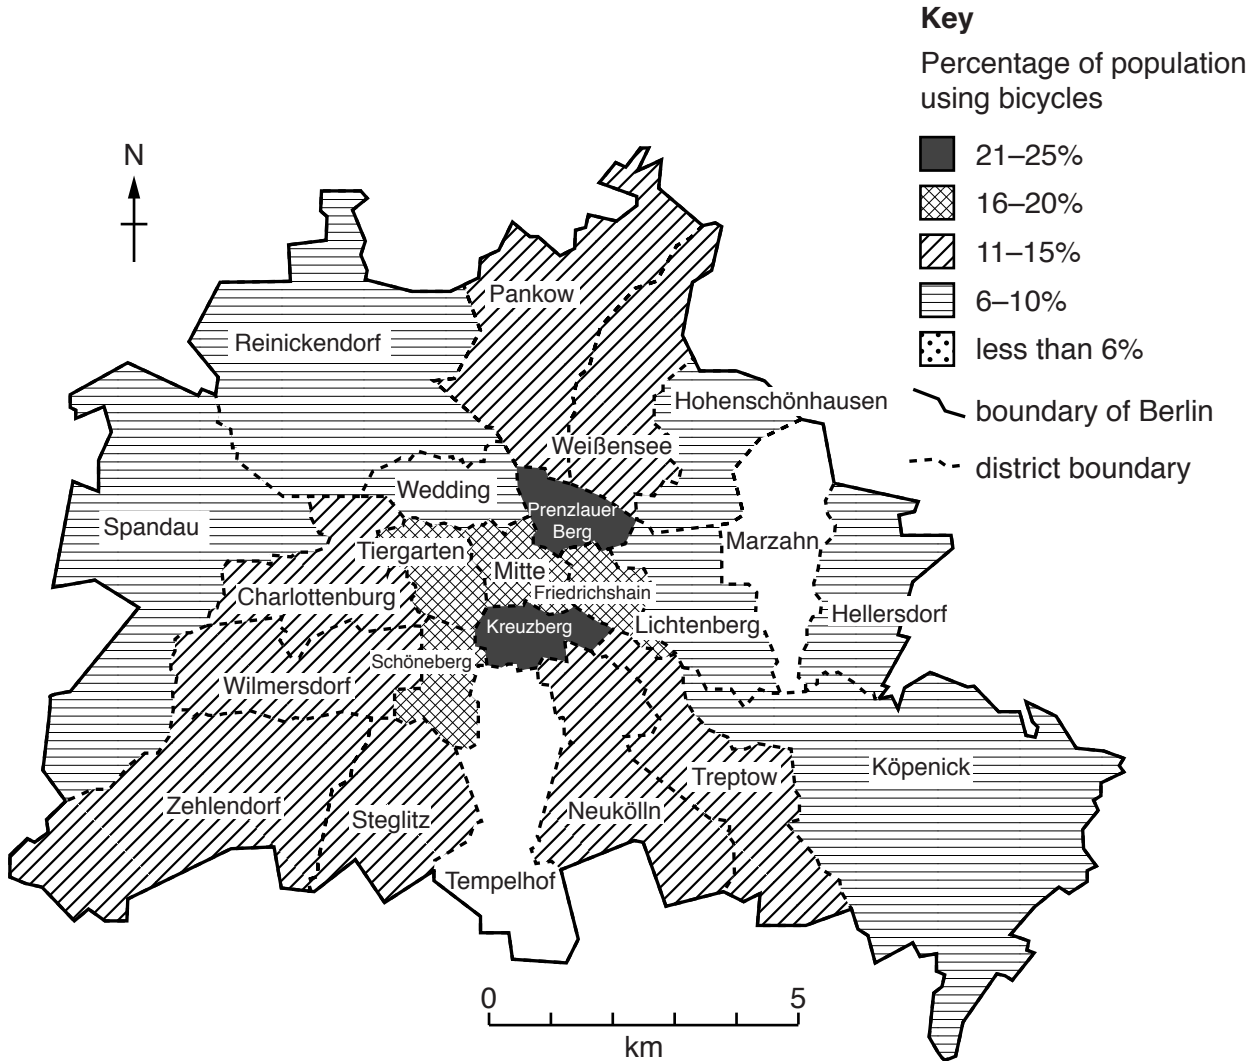 Key
Percentage of population
using bicycles
21–25%
16–20%
11–15%
6–10%
less than 6%
boundary of Berlin
district boundary
N
Pankow
Reinickendorf
Hohenschönhausen
Weißensee
Wedding
Prenzlauer
Berg
Spandau
Marzahn
Tiergarten
Mitte
Friedrichshain
Charlottenburg
Hellersdorf
Kreuzberg
Lichtenberg
Schöneberg
Wilmersdorf
Köpenick
Treptow
Zehlendorf
Steglitz
Neukölln
Tempelhof
0 5
km